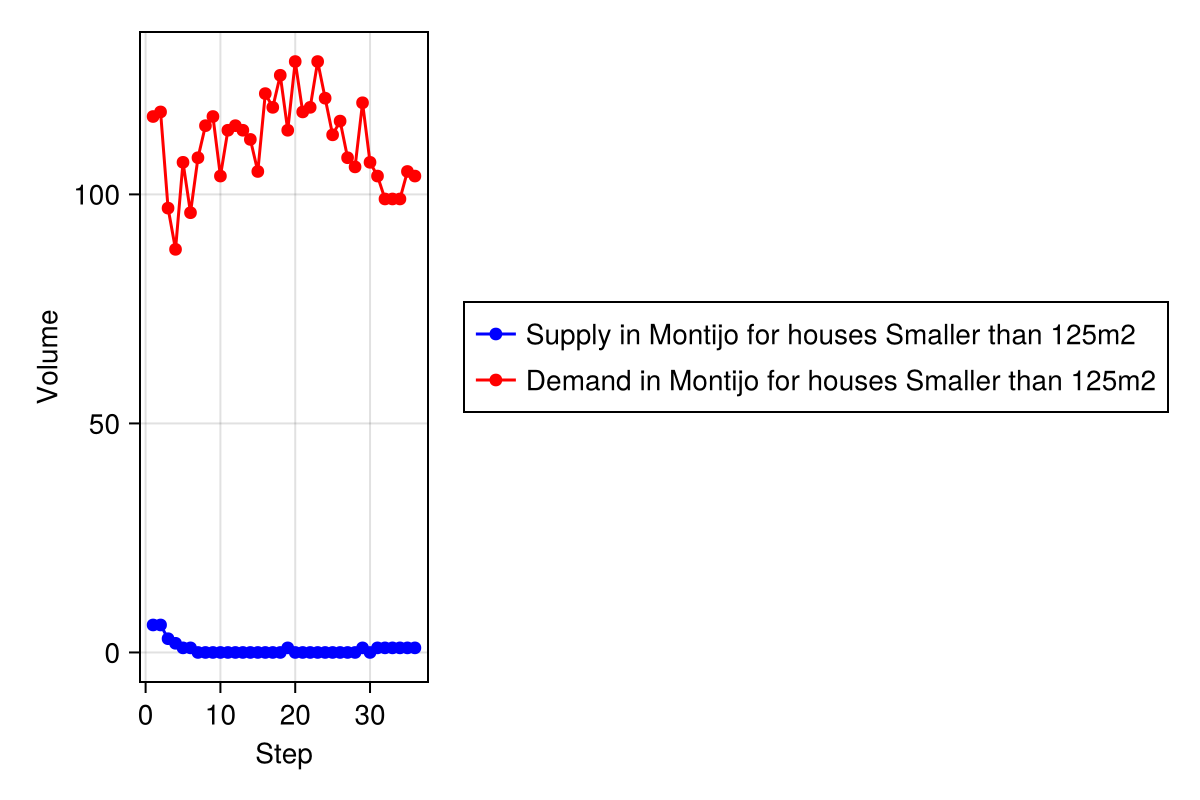 Volume
100
50
0
0 10 20 30
Step
Supply in Montijo for houses Smaller than 125m2
Demand in Montijo for houses Smaller than 125m2